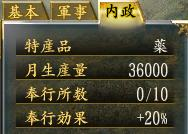 基本 軍事 内政
特産品 薬
月生産量 36000
奉行所数 0/10
奉行効果 +20%